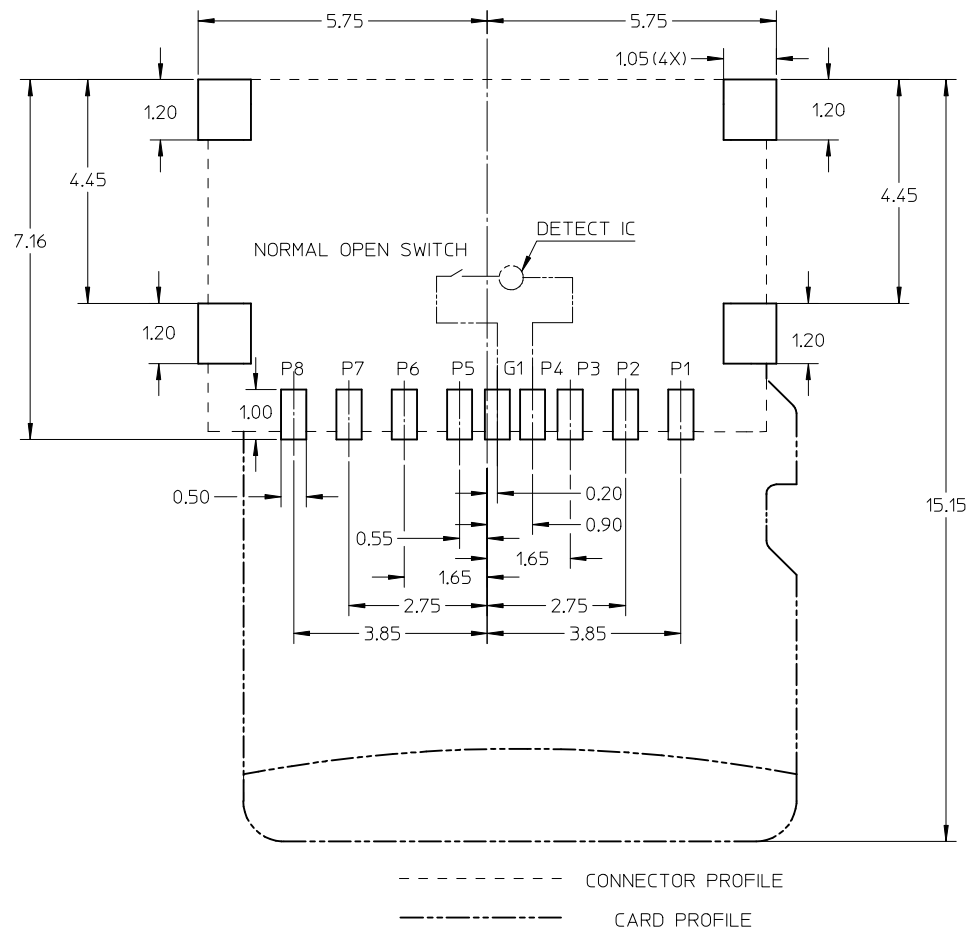 5.75 5.75
1.05 (4X)
1.20 1.20
4.45 4.45
7.16
DETECT IC
NORMAL OPEN SWITCH
1.20 1.20
P8 P7 P6 P5 G1 P4 P3 P2 P1
1.00
0.50 0.20
15.15
0.90
0.55
1.65
1.65
2.75 2.75
3.85 3.85
CONNECTOR PROFILE
CARD PROFILE